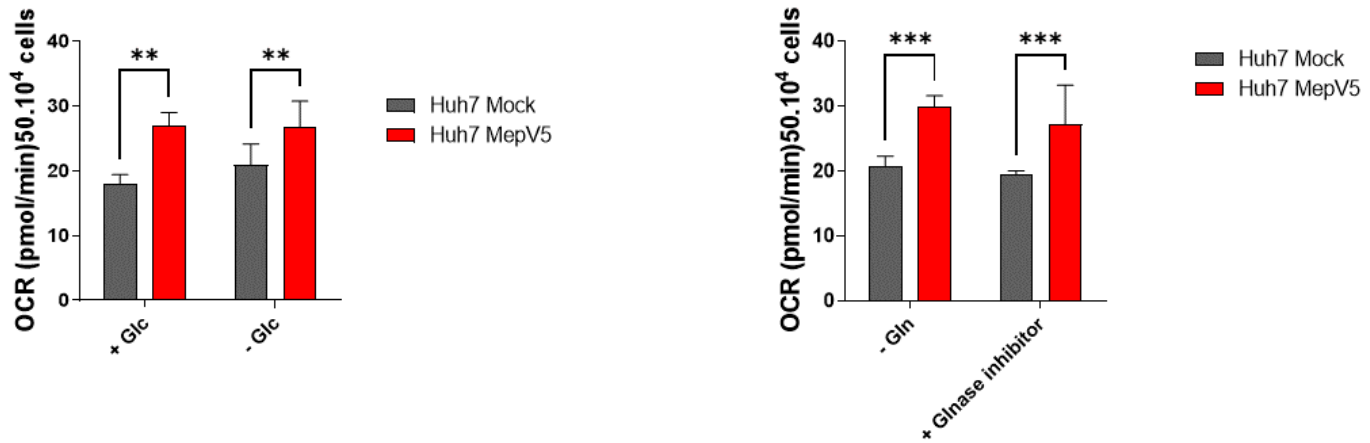 OCR (pmol/min)50.10⁴ cells
40
30
20
10
0
**
**
+ Glc
- Glc
Huh7 Mock
Huh7 MepV5
OCR (pmol/min)50.10⁴ cells
40
30
20
10
0
***
***
- Gln
+ Glnase inhibitor
Huh7 Mock
Huh7 MepV5